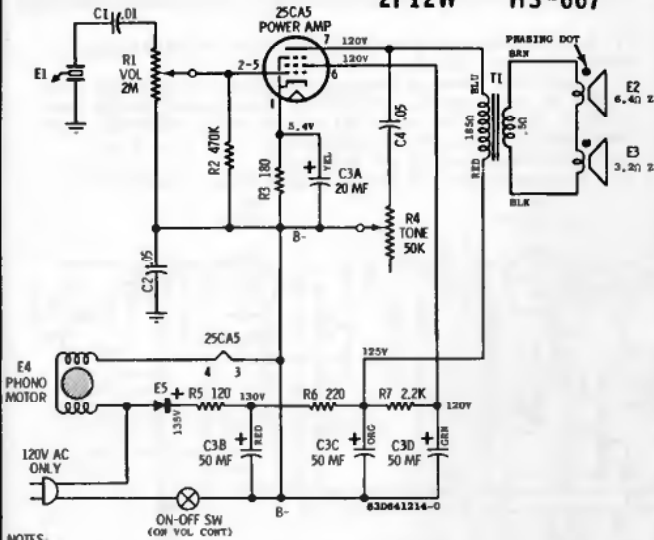 2P12W HS-667
25CA5
POWER AMP
C1 .01
E1
R1
VOL
2M
2-5
7
120V
120V
6
1
5.4V
R2 470K
R3 180
YEL
C3A
20 MF
C4 .05
R4
TONE
50K
B-
C2 .05
PHASING DOT
BRN
BLU
T1
185Ω
.5Ω
RED
BLK
E2
6.4Ω Z
E3
3.2Ω Z
25CA5
4 3
125V
E4
PHONO
MOTOR
E5
135V
R5 120
130V
R6 220
R7 2.2K
120V
C3B
50 MF
RED
C3C
50 MF
ORG
C3D
50 MF
GRN
120V AC
ONLY
ON-OFF SW
(ON VOL CONT)
B-
63D641214-0
NOTES-